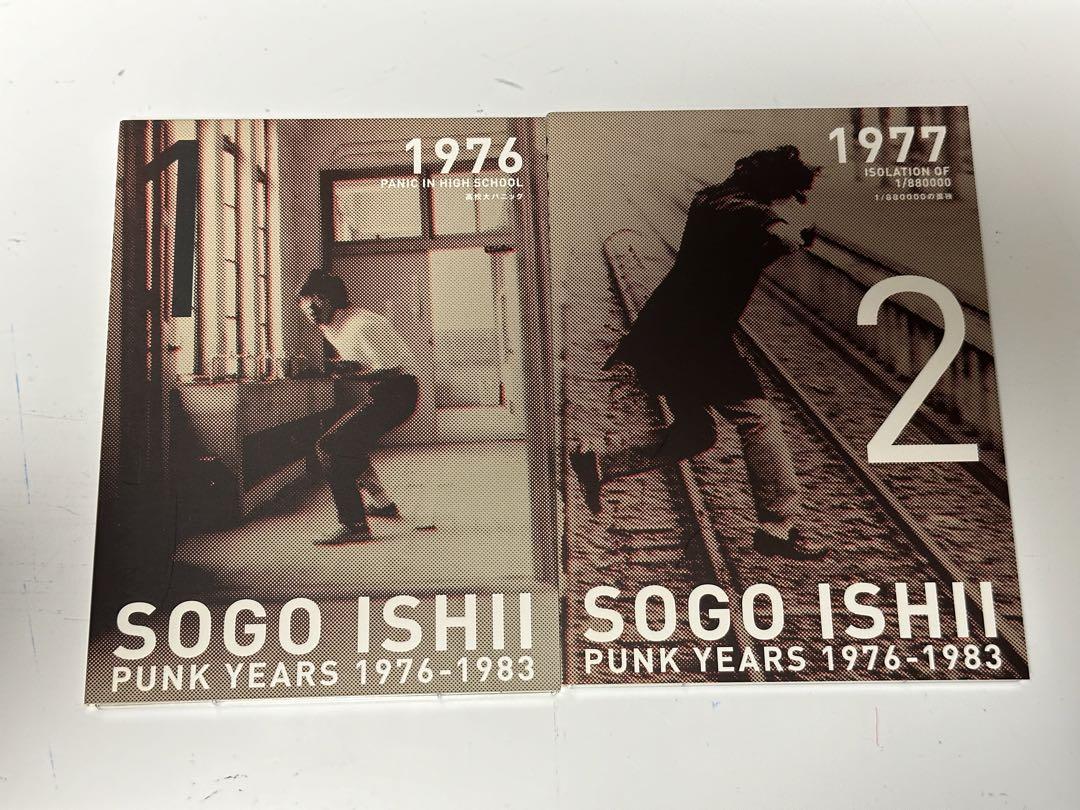 1
1976
PANIC IN HIGH SCHOOL
高校大パニック
SOGO ISHII
PUNK YEARS 1976-1983
1977
ISOLATION OF
1/880000
1/880000の孤独
2
SOGO ISHII
PUNK YEARS 1976-1983